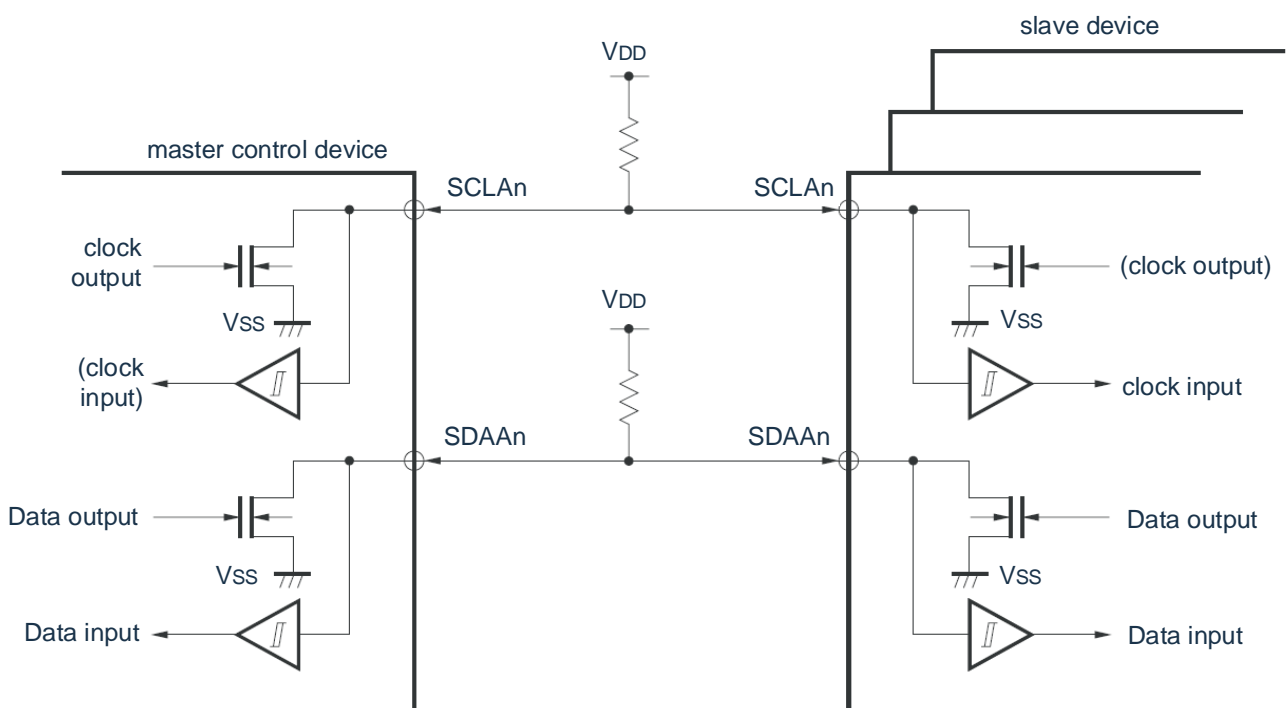 slave device
VDD
master control device
SCLAn
SCLAn
clock
output
(clock output)
VSS
VSS
VDD
(clock
input)
clock input
SDAAn
SDAAn
Data output
Data output
VSS
VSS
Data input
Data input